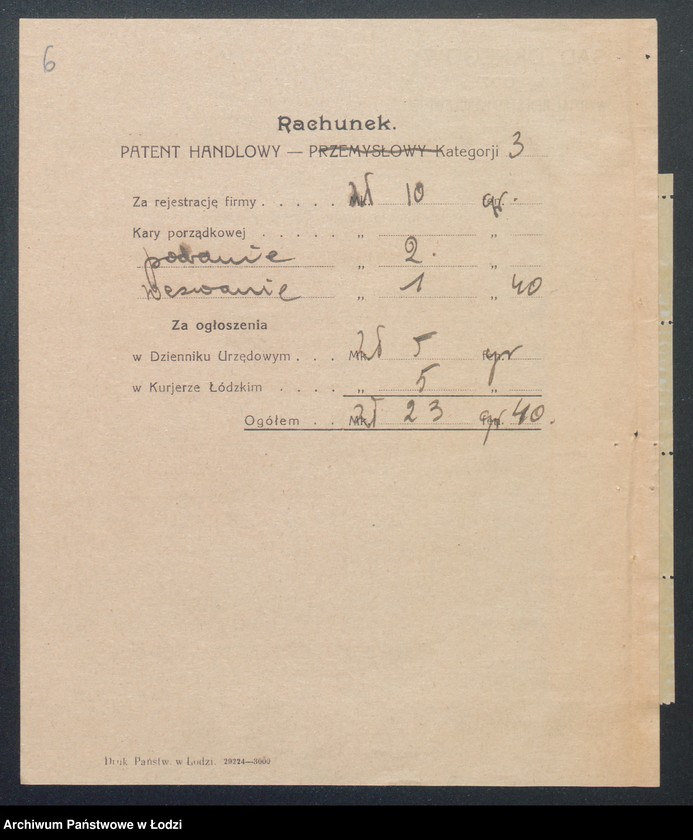 6
Rachunek.
PATENT HANDLOWY — PRZEMYSŁOWY Kategorji 3
Za rejestrację firmy . . . . . zł 10 gr.
Kary porządkowej . . . . . „ „
podanie „ 2. „
wezwanie „ 1 „ 40
Za ogłoszenia
w Dzienniku Urzędowym . . . zł 5 gr
w Kurjerze Łódzkim . . . . „ 5 „
Ogółem . . zł 23 gr 40.
Druk Państw. w Łodzi. 29224—3000
Archiwum Państwowe w Łodzi